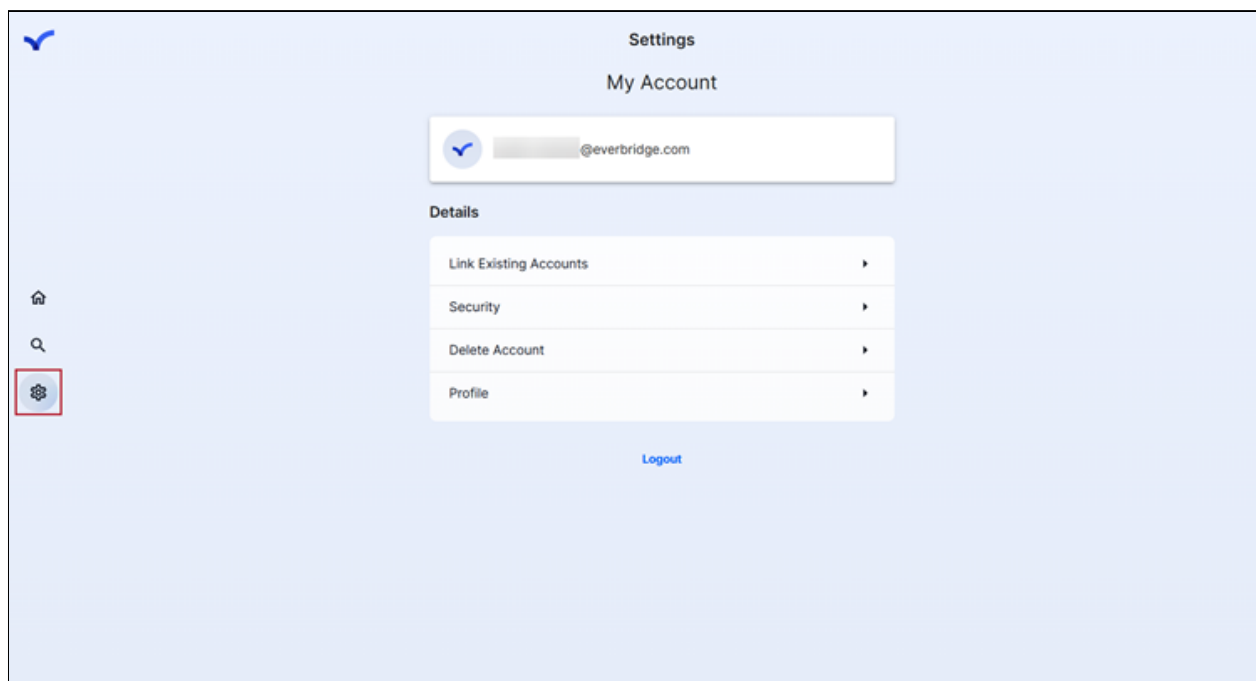 Settings
My Account
@everbridge.com
Details
Link Existing Accounts
Security
Delete Account
Profile
Logout